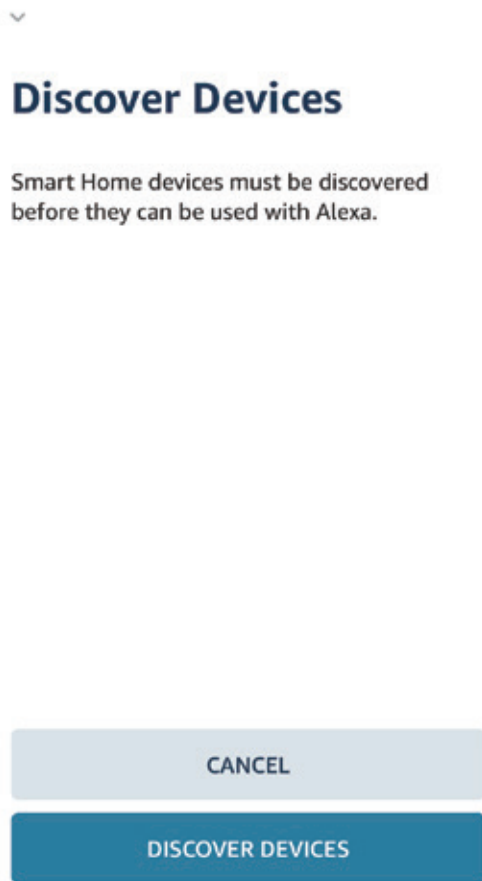 Discover Devices
Smart Home devices must be discovered
before they can be used with Alexa.
CANCEL
DISCOVER DEVICES